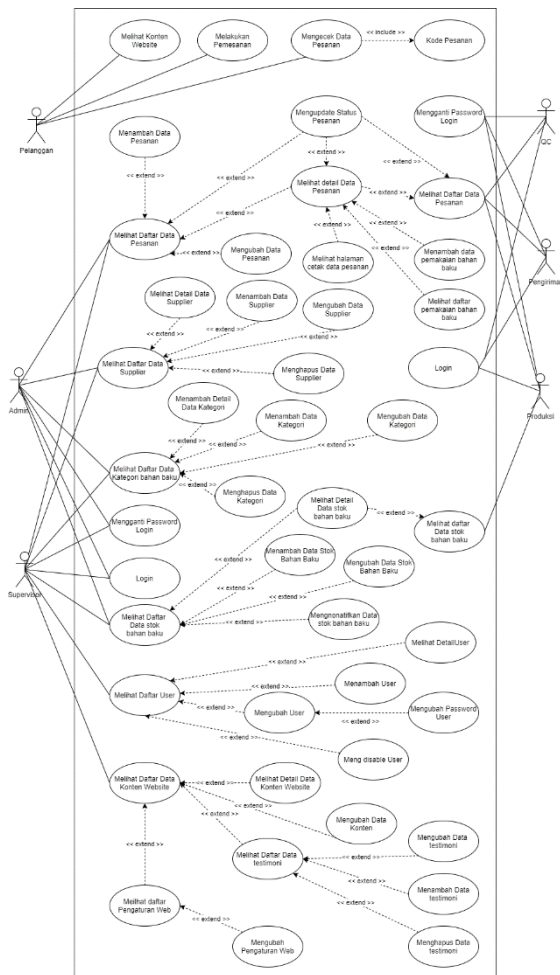 Melihat Konten
Website
Melakukan
Pemesanan
Mengecek Data
Pesanan
<< include >>
Kode Pesanan
Pelanggan
Menambah Data
Pesanan
Mengupdate Status
Pesanan
Mengganti Password
Login
QC
<< extend >>
<< extend >>
<< extend >>
<< extend >>
Melihat detail Data
Pesanan
<< extend >>
Melihat Daftar Data
Pesanan
<< extend >>
Melihat Daftar Data
Pesanan
<< extend >>
<< extend >>
<< extend >>
<< extend >>
Mengubah Data
Pesanan
Melihat halaman
cetak data pesanan
Menambah data
pemakaian bahan
baku
Pengirima
Melihat Detail Data
Supplier
Menambah Data
Supplier
Mengubah Data
Supplier
Melihat daftar
pemakaian bahan
baku
<< extend >>
<< extend >>
<< extend >>
Melihat Daftar Data
Supplier
<< extend >>
Menghapus Data
Supplier
Login
Admin
Produksi
Menambah Detail
Data Kategori
Menambah Data
Kategori
Mengubah Data
Kategori
<< extend >>
<< extend >>
<< extend >>
Melihat Daftar Data
Kategori bahan baku
<< extend >>
Menghapus Data
Kategori
Melihat Detail
Data stok
bahan baku
<< extend >>
Melihat daftar
Data stok
bahan baku
Mengganti Password
Login
<< extend >>
Menambah Data Stok
Bahan Baku
Mengubah Data Stok
Bahan Baku
Login
Supervisor
<< extend >>
<< extend >>
Melihat Daftar
Data stok
bahan baku
<< extend >>
Mengnonatifkan Data
stok bahan baku
Melihat DetailUser
<< extend >>
Melihat Daftar User
<< extend >>
Menambah User
<< extend >>
Mengubah User
<< extend >>
Mengubah Password
User
<< extend >>
Meng disable User
Melihat Daftar Data
Konten Website
<< extend >>
Melihat Detail Data
Konten Website
<< extend >>
<< extend >>
Mengubah Data
Konten
Mengubah Data
testimoni
<< extend >>
<< extend >>
Melihat Daftar Data
testimoni
<< extend >>
Menambah Data
testimoni
Meilhat daftar
Pengaturan Web
<< extend >>
<< extend >>
Mengubah
Pengaturan Web
Menghapus Data
testimoni